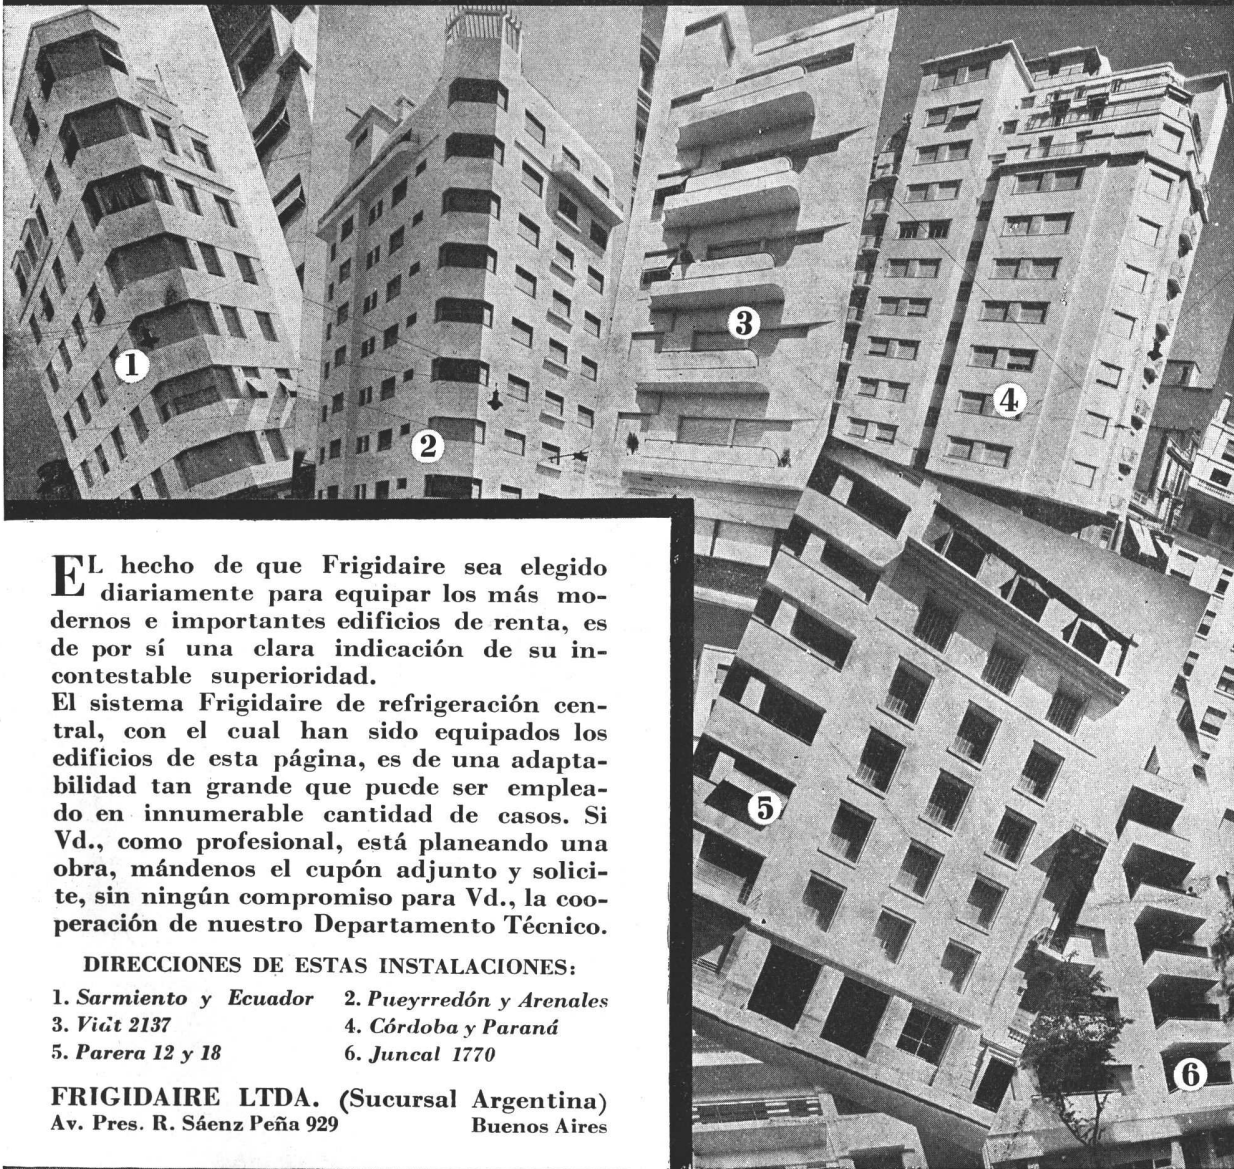 1
2
3
4
5
6
EL hecho de que Frigidaire sea elegido
diariamente para equipar los más mo-
dernos e importantes edificios de renta, es
de por sí una clara indicación de su in-
contestable superioridad.
El sistema Frigidaire de refrigeración cen-
tral, con el cual han sido equipados los
edificios de esta página, es de una adapta-
bilidad tan grande que puede ser emplea-
do en innumerable cantidad de casos. Si
Vd., como profesional, está planeando una
obra, mándenos el cupón adjunto y solici-
te, sin ningún compromiso para Vd., la coo-
peración de nuestro Departamento Técnico.
DIRECCIONES DE ESTAS INSTALACIONES:
1. Sarmiento y Ecuador 2. Pueyrredón y Arenales
3. Vidt 2137 4. Córdoba y Paraná
5. Parera 12 y 18 6. Juncal 1770
FRIGIDAIRE LTDA. (Sucursal Argentina)
Av. Pres. R. Sáenz Peña 929 Buenos Aires